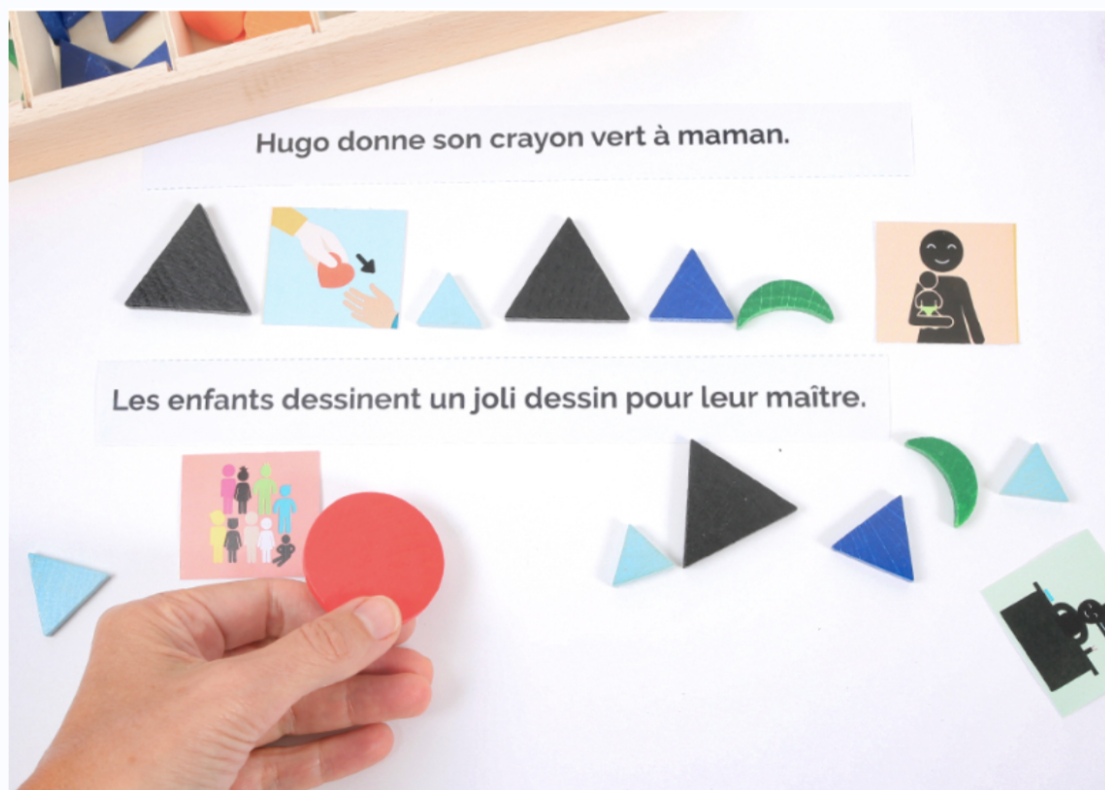 Hugo donne son crayon vert à maman.
Les enfants dessinent un joli dessin pour leur maître.